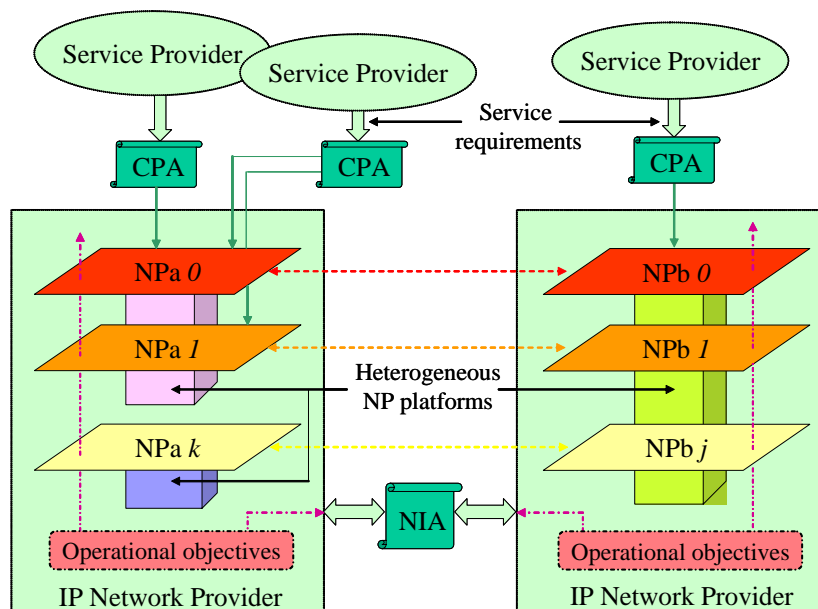 Service Provider
Service Provider
Service Provider
Service
requirements
CPA
CPA
CPA
NPa 0
NPb 0
NPa 1
NPb 1
Heterogeneous
NP platforms
NPa k
NPb j
NIA
Operational objectives
Operational objectives
IP Network Provider
IP Network Provider